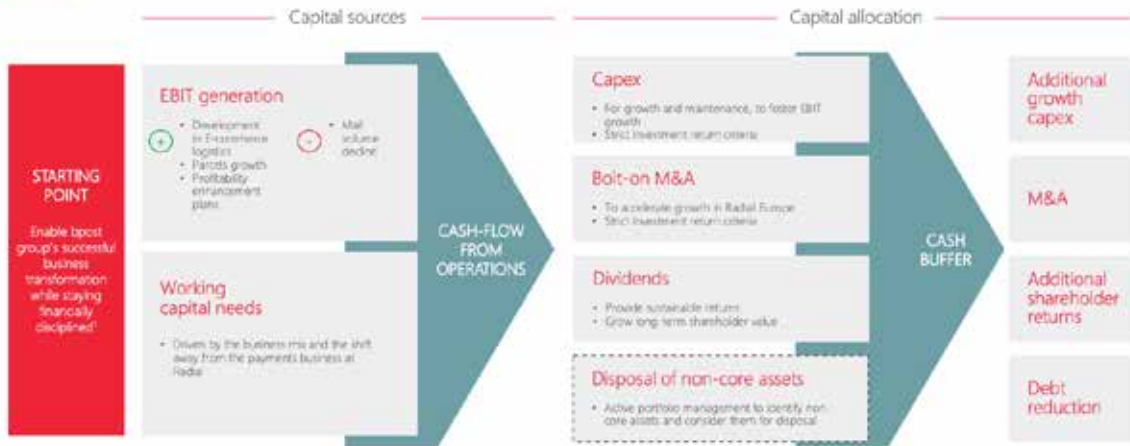 Capital sources
Capital allocation
STARTING
POINT
Enable bpost
group's successful
business
transformation
while staying
financially
disciplined¹
EBIT generation
+
• Development
in E-commerce
logistics
• Parcels growth
• Profitability
enhancement
plans
-
• Mail
volume
decline
Working
capital needs
• Driven by the business mix and the shift
away from the payments business at
Radial
CASH-FLOW
FROM
OPERATIONS
Capex
• For growth and maintenance, to foster EBIT
growth
• Strict investment return criteria
Bolt-on M&A
• To accelerate growth in Radial Europe
• Strict investment return criteria
Dividends
• Provide sustainable returns
• Grow long term shareholder value
Disposal of non-core assets
• Active portfolio management to identify non-
core assets and consider them for disposal
CASH
BUFFER
Additional
growth
capex
M&A
Additional
shareholder
returns
Debt
reduction